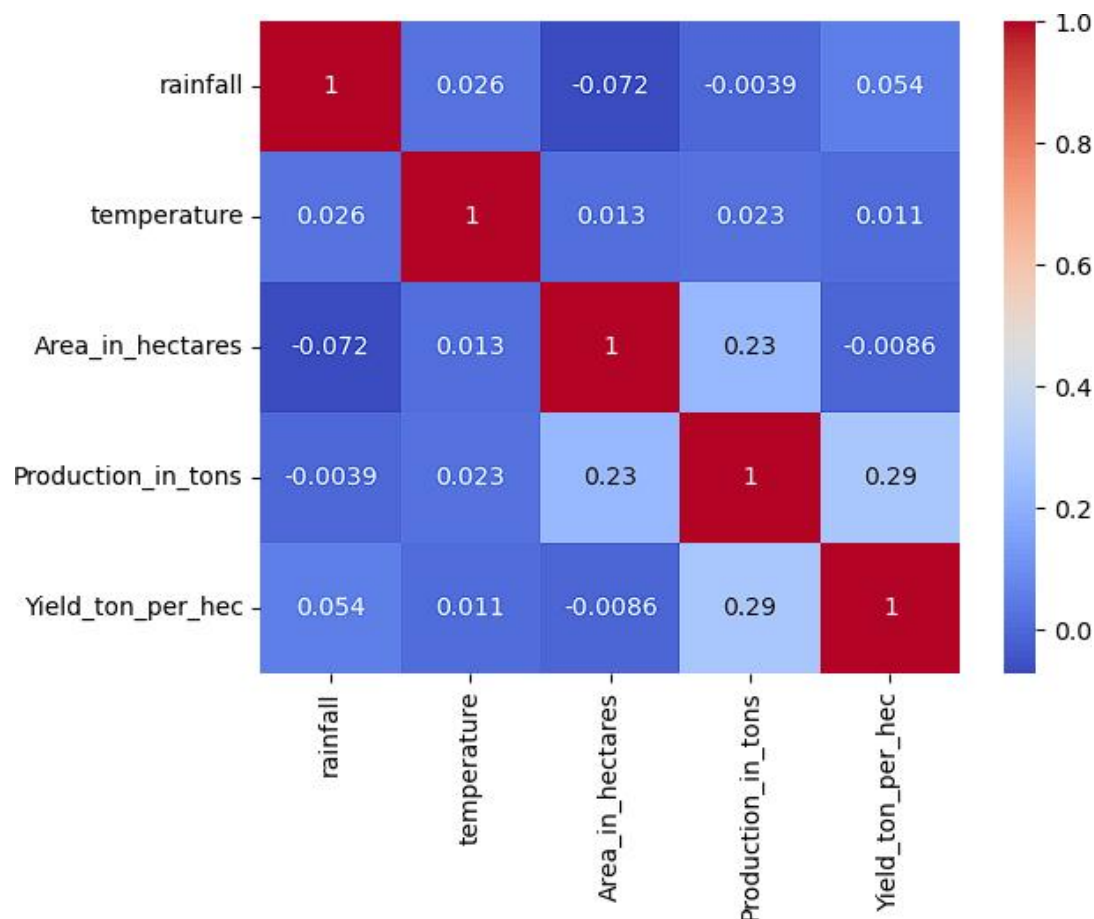 1.0
rainfall 1 0.026 -0.072 -0.0039 0.054
0.8
temperature 0.026 1 0.013 0.023 0.011
0.6
Area_in_hectares -0.072 0.013 1 0.23 -0.0086
0.4
Production_in_tons -0.0039 0.023 0.23 1 0.29
0.2
Yield_ton_per_hec 0.054 0.011 -0.0086 0.29 1
0.0
rainfall
temperature
Area_in_hectares
Production_in_tons
Yield_ton_per_hec